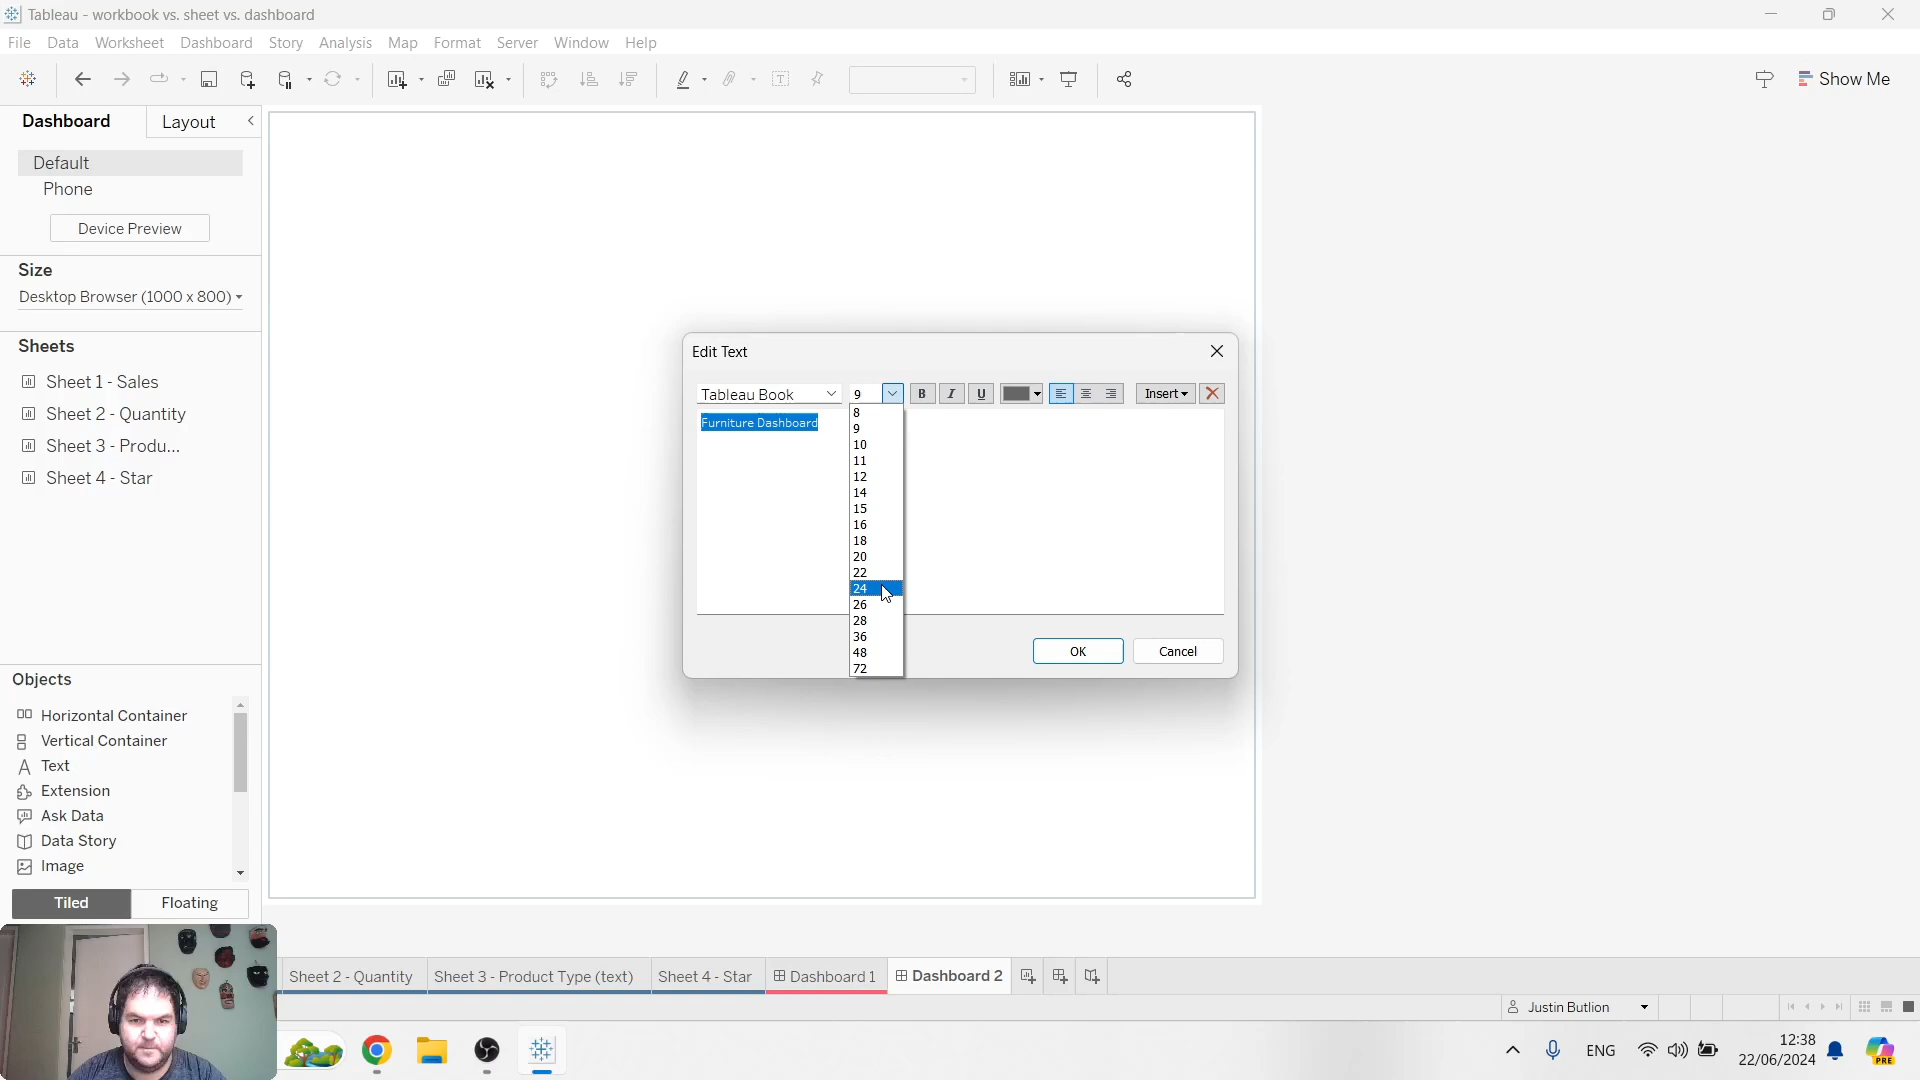 Tableau - workbook vs. sheet vs. dashboard
File Data Worksheet Dashboard Story Analysis Map Format Server Window Help
Show Me
Dashboard Layout
Default
Phone
Device Preview
Size
Desktop Browser (1000 x 800)
Sheets
Sheet 1 - Sales
Sheet 2 - Quantity
Sheet 3 - Produ...
Sheet 4 - Star
Objects
Horizontal Container
Vertical Container
Text
Extension
Ask Data
Data Story
Image
Tiled Floating
Edit Text
Tableau Book 9 B I U Insert
Furniture Dashboard
8
9
10
11
12
14
15
16
18
20
22
24
26
28
36
48
72
OK Cancel
Sheet 2 - Quantity Sheet 3 - Product Type (text) Sheet 4 - Star Dashboard 1 Dashboard 2
Justin Butlion
ENG
12:38
22/06/2024
PRE